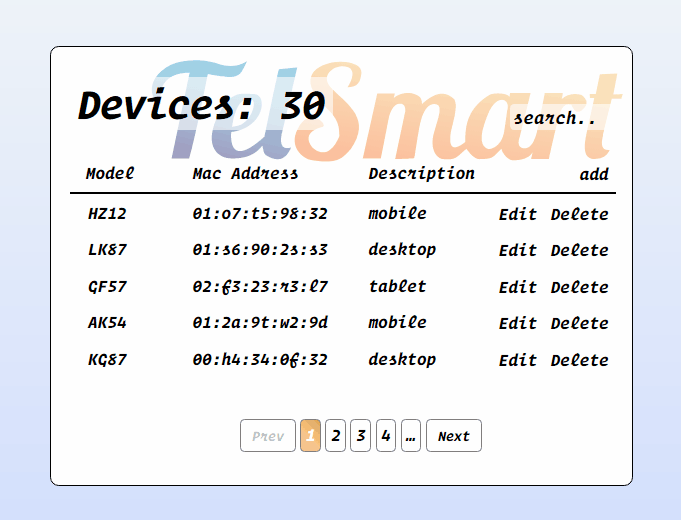 TelSmart
Devices: 30
search..
Model Mac Address Description add
HZ12 01:o7:t5:98:32 mobile Edit Delete
LK87 01:s6:90:2s:s3 desktop Edit Delete
GF57 02:f3:23:r3:l7 tablet Edit Delete
AK54 01:2a:9t:w2:9d mobile Edit Delete
KG87 00:h4:34:0f:32 desktop Edit Delete
Prev 1 2 3 4 … Next